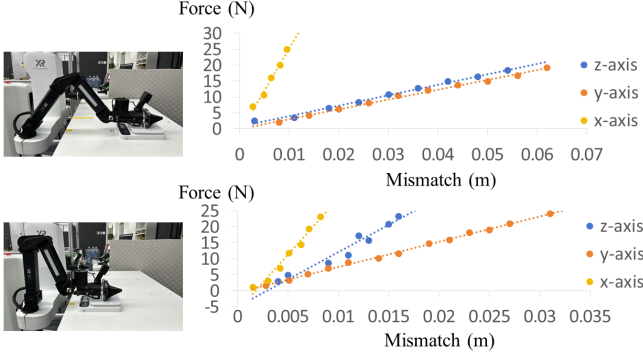 Force (N)
30
25
20
15
10
5
0
0
0.01
0.02
0.03
0.04
0.05
0.06
0.07
z-axis
y-axis
x-axis
Mismatch (m)
XR
Force (N)
25
20
15
10
5
0
-5
0
0.005
0.01
0.015
0.02
0.025
0.03
0.035
z-axis
y-axis
x-axis
Mismatch (m)
XR